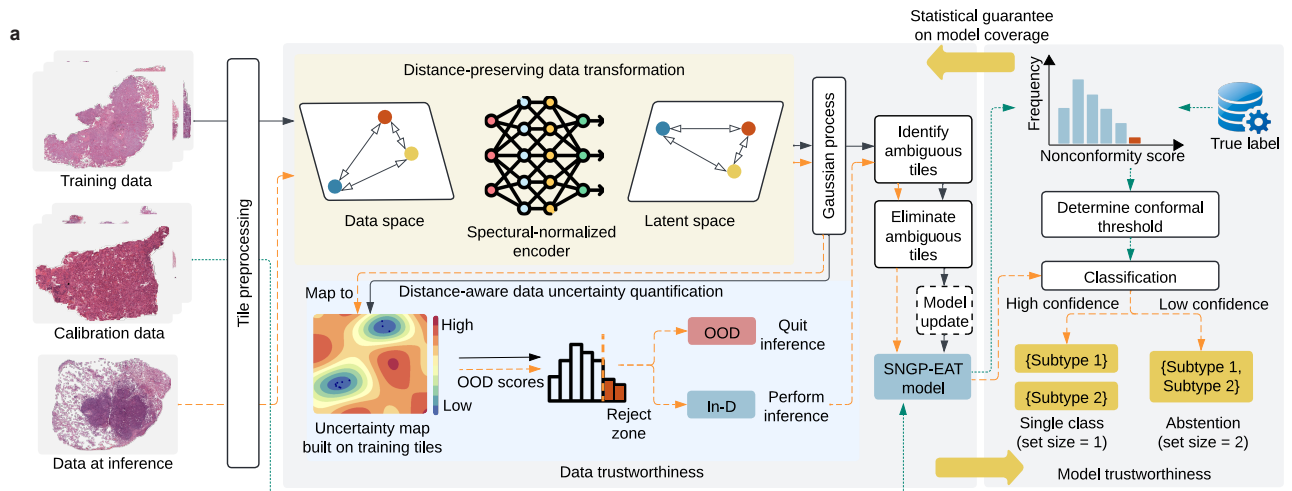 a
Training data
Calibration data
Data at inference
Tile preprocessing
Distance-preserving data transformation
Data space
Spectural-normalized
encoder
Latent space
Gaussian process
Map to
Distance-aware data uncertainty quantification
High
Low
Uncertainty map
built on training tiles
OOD scores
Reject
zone
OOD
Quit
inference
In-D
Perform
inference
Data trustworthiness
Identify
ambiguous
tiles
Eliminate
ambiguous
tiles
Model
update
SNGP-EAT
model
Statistical guarantee
on model coverage
Frequency
Nonconformity score
True label
Determine conformal
threshold
Classification
High confidence
Low confidence
{Subtype 1}
{Subtype 2}
Single class
(set size = 1)
{Subtype 1,
Subtype 2}
Abstention
(set size = 2)
Model trustworthiness